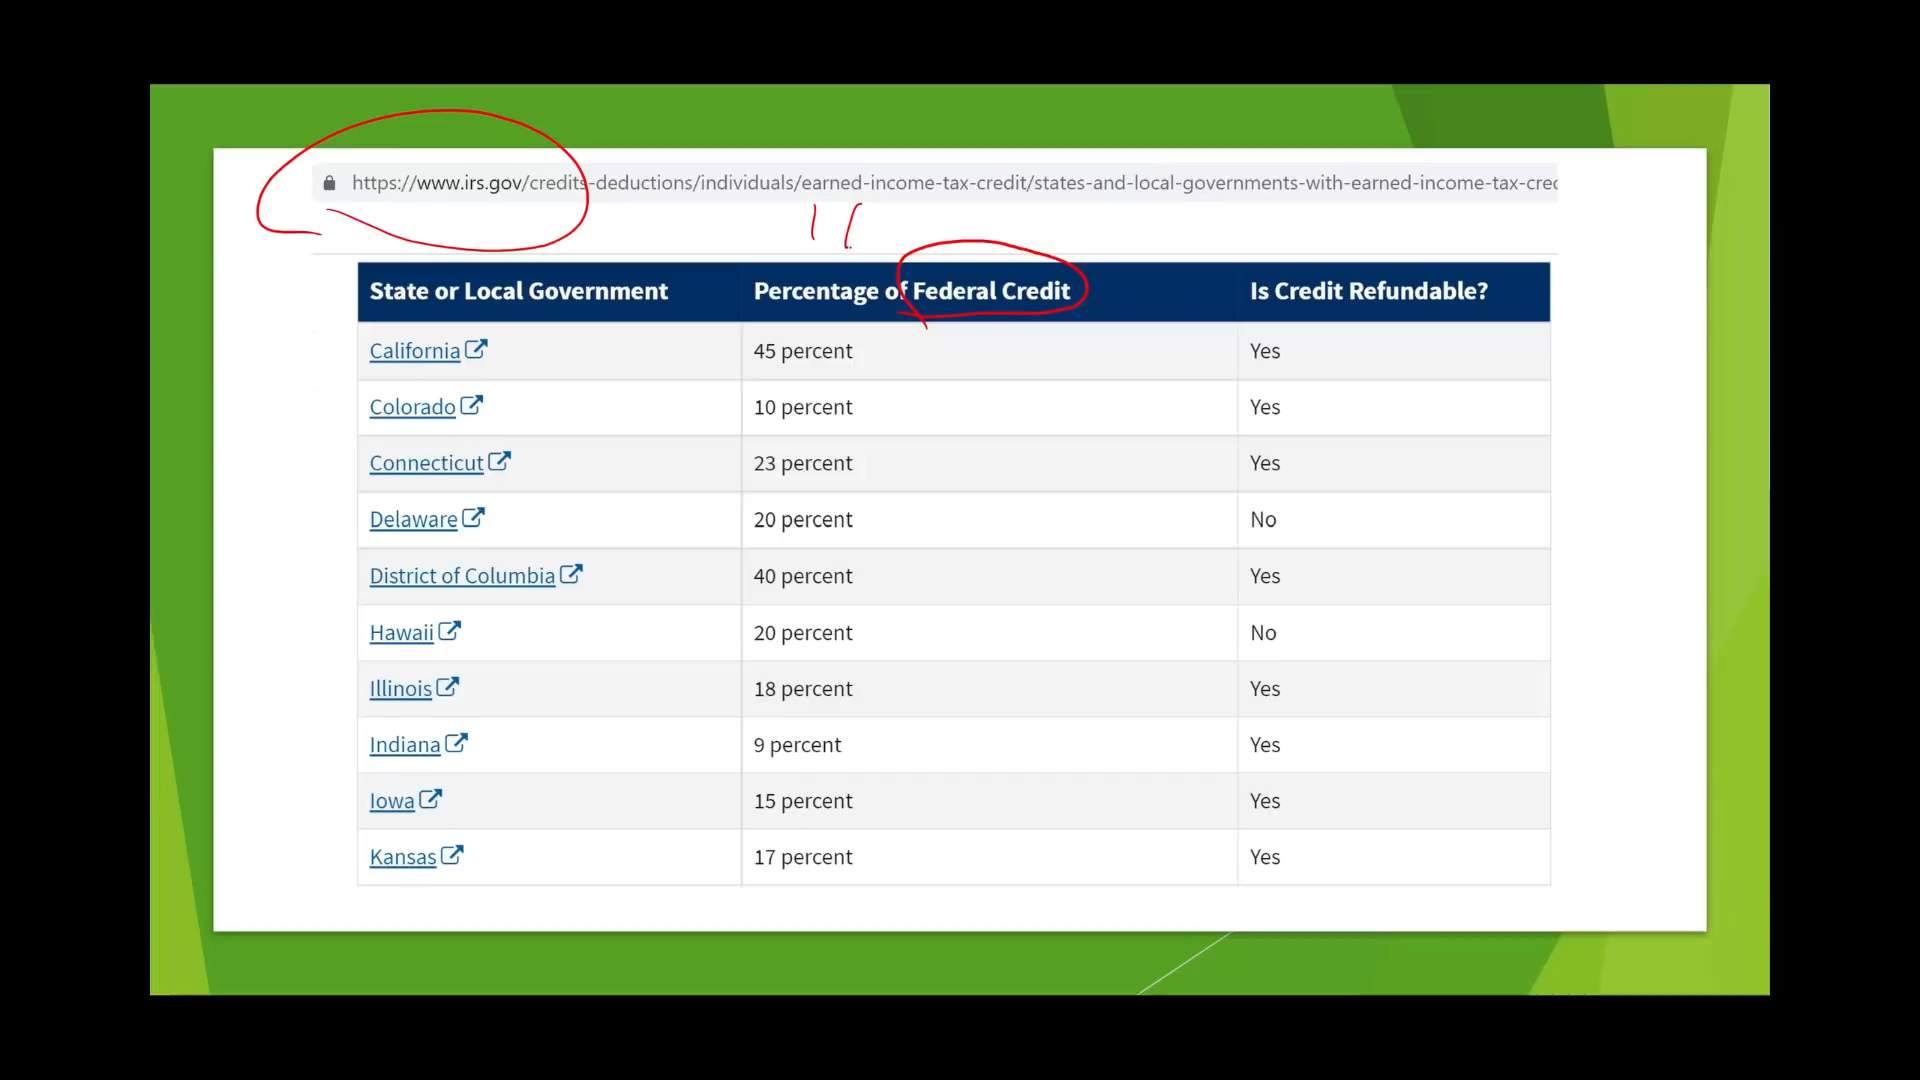 https://www.irs.gov/credits-deductions/individuals/earned-income-tax-credit/states-and-local-governments-with-earned-income-tax-cre
State or Local Government Percentage of Federal Credit Is Credit Refundable?
California 45 percent Yes
Colorado 10 percent Yes
Connecticut 23 percent Yes
Delaware 20 percent No
District of Columbia 40 percent Yes
Hawaii 20 percent No
Illinois 18 percent Yes
Indiana 9 percent Yes
Iowa 15 percent Yes
Kansas 17 percent Yes